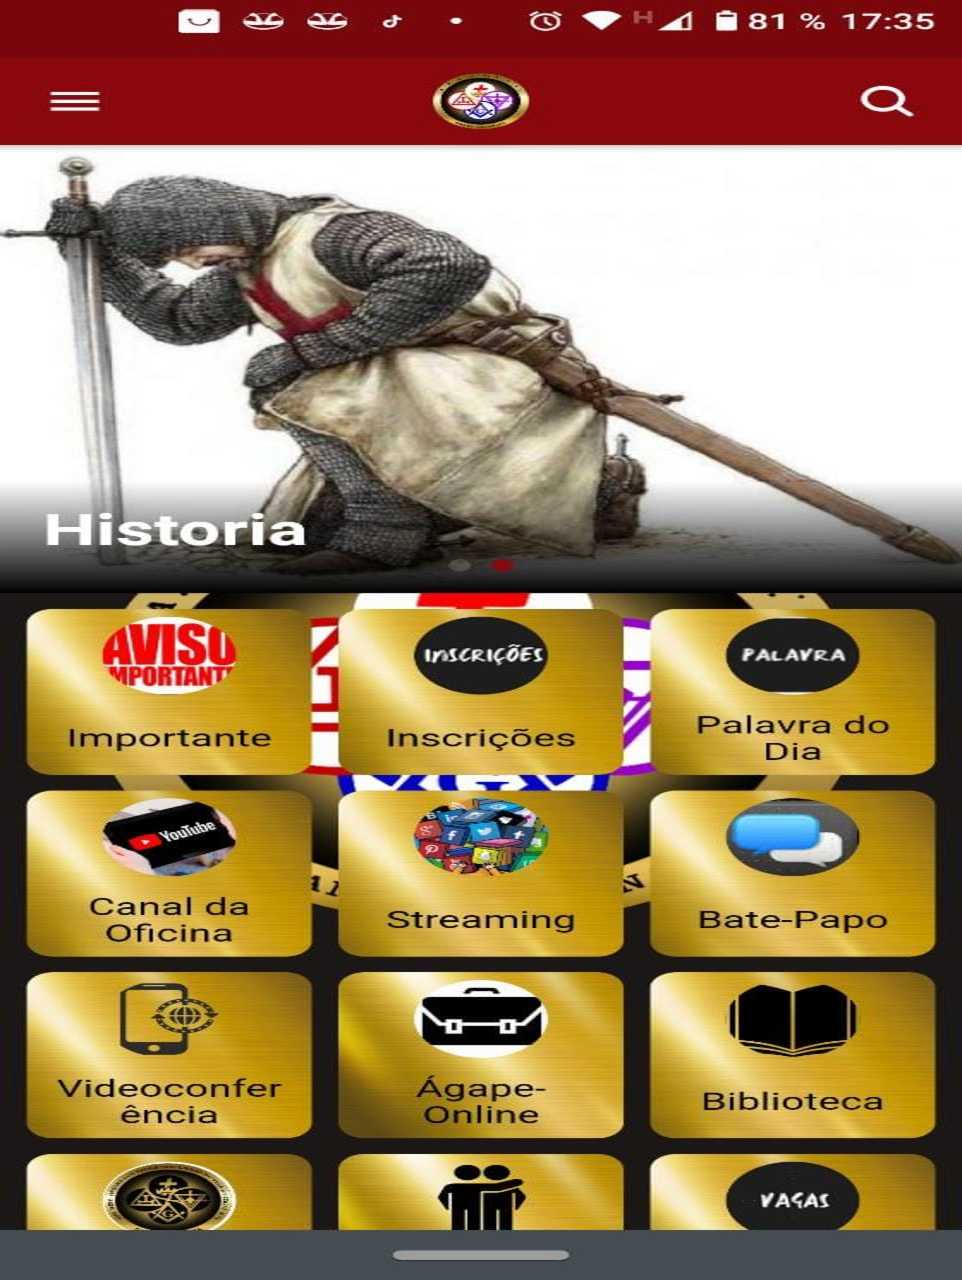 H 81 % 17:35
Historia
AVISO
IMPORTANT
Importante
INSCRIÇÕES
Inscrições
PALAVRA
Palavra do
Dia
YouTube
Canal da
Oficina
Streaming
Bate-Papo
Videoconfer
ência
Ágape-
Online
Biblioteca
VAGAS